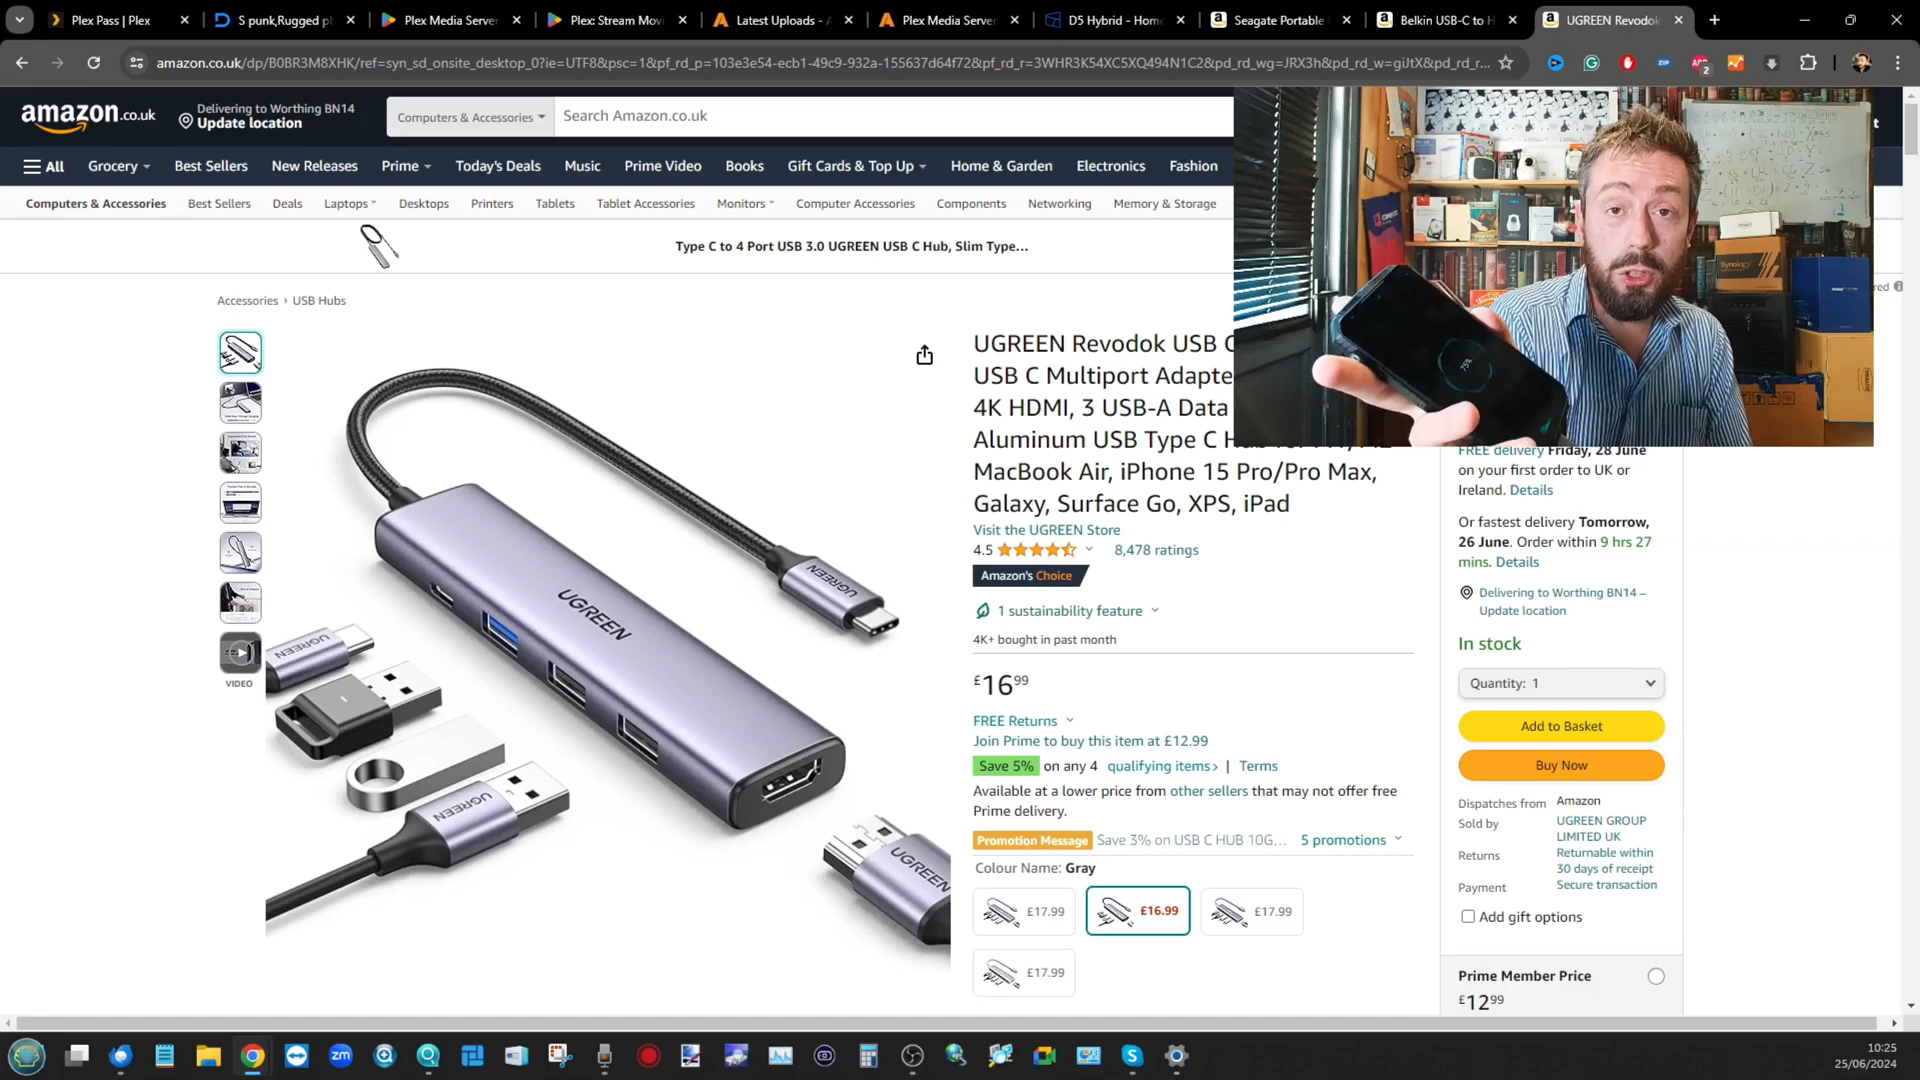 Plex Pass | Plex
S punk,Rugged p
Plex Media Server
Plex: Stream Movi
Latest Uploads - A
Plex Media Server
D5 Hybrid - Home
Seagate Portable
Belkin USB-C to H
UGREEN Revodok
amazon.co.uk/dp/B0BR3M8XHK/ref=syn_sd_onsite_desktop_0?ie=UTF8&psc=1&pf_rd_p=103e3e54-ecb1-49c9-932a-155637d64f72&pf_rd_r=3WHR3K54XC5XQ494N1C2&pd_rd_wg=JRX3h&pd_rd_w=giJtX&pd_rd_r...
amazon.co.uk
Delivering to Worthing BN14
Update location
Computers & Accessories
Search Amazon.co.uk
All
Grocery
Best Sellers
New Releases
Prime
Today's Deals
Music
Prime Video
Books
Gift Cards & Top Up
Home & Garden
Electronics
Fashion
Computers & Accessories
Best Sellers
Deals
Laptops
Desktops
Printers
Tablets
Tablet Accessories
Monitors
Computer Accessories
Components
Networking
Memory & Storage
Type C to 4 Port USB 3.0 UGREEN USB C Hub, Slim Type...
Accessories › USB Hubs
VIDEO
UGREEN
UGREEN
UGREEN
UGREEN
UGREEN
UGREEN Revodok USB C
USB C Multiport Adapte
4K HDMI, 3 USB-A Data
Aluminum USB Type C
MacBook Air, iPhone 15 Pro/Pro Max,
Galaxy, Surface Go, XPS, iPad
Visit the UGREEN Store
4.5
8,478 ratings
Amazon's Choice
1 sustainability feature
4K+ bought in past month
£16.99
FREE Returns
Join Prime to buy this item at £12.99
Save 5% on any 4 qualifying items › | Terms
Available at a lower price from other sellers that may not offer free
Prime delivery.
Promotion Message Save 3% on USB C HUB 10G... 5 promotions
Colour Name: Gray
£17.99
£16.99
£17.99
£17.99
75%
Synology
FREE delivery Friday, 28 June
on your first order to UK or
Ireland. Details
Or fastest delivery Tomorrow,
26 June. Order within 9 hrs 27
mins. Details
Delivering to Worthing BN14 –
Update location
In stock
Quantity: 1
Add to Basket
Buy Now
Dispatches from Amazon
Sold by UGREEN GROUP
LIMITED UK
Returns Returnable within
30 days of receipt
Payment Secure transaction
Add gift options
Prime Member Price
£12.99
10:25
25/06/2024